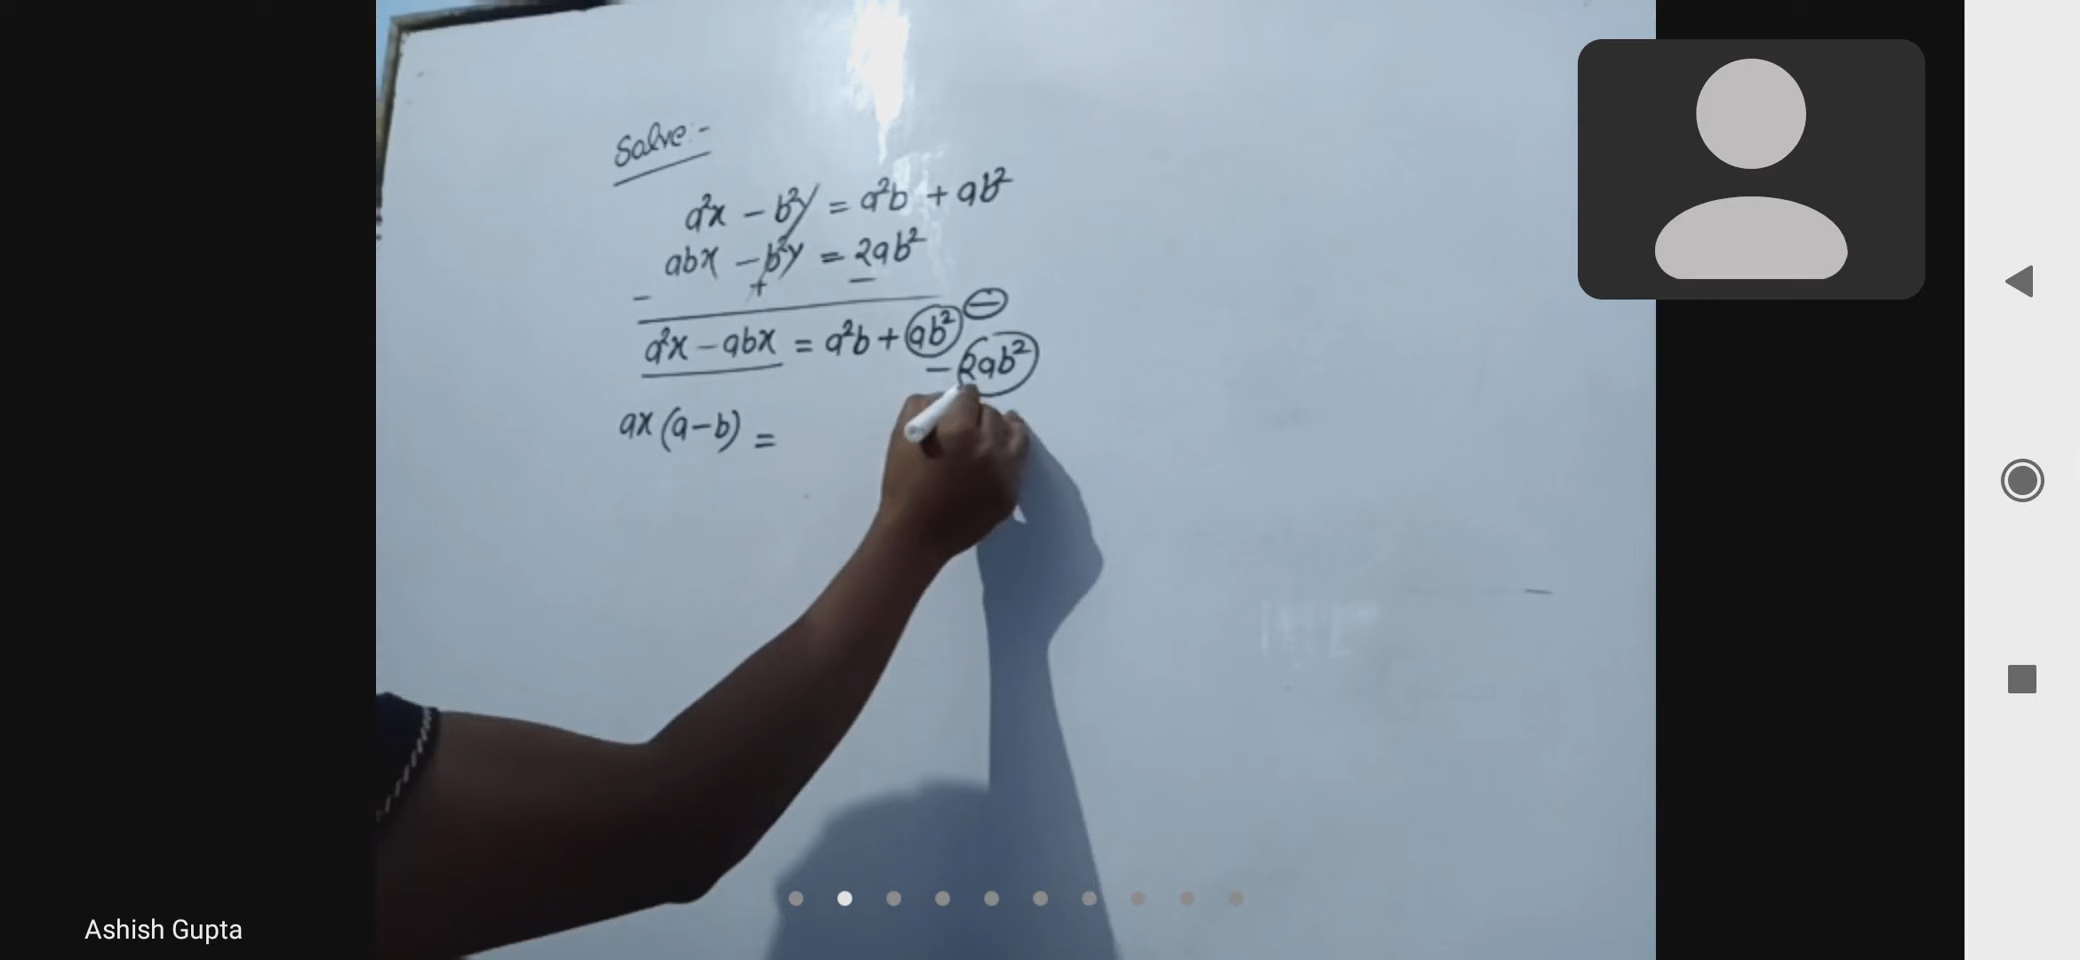 Solve:-
a²x - b²y = a²b + ab²
abx - b²y = 2ab²
- + -
a²x - abx = a²b + ab² -
- 2ab²
ax(a-b) =
Ashish Gupta